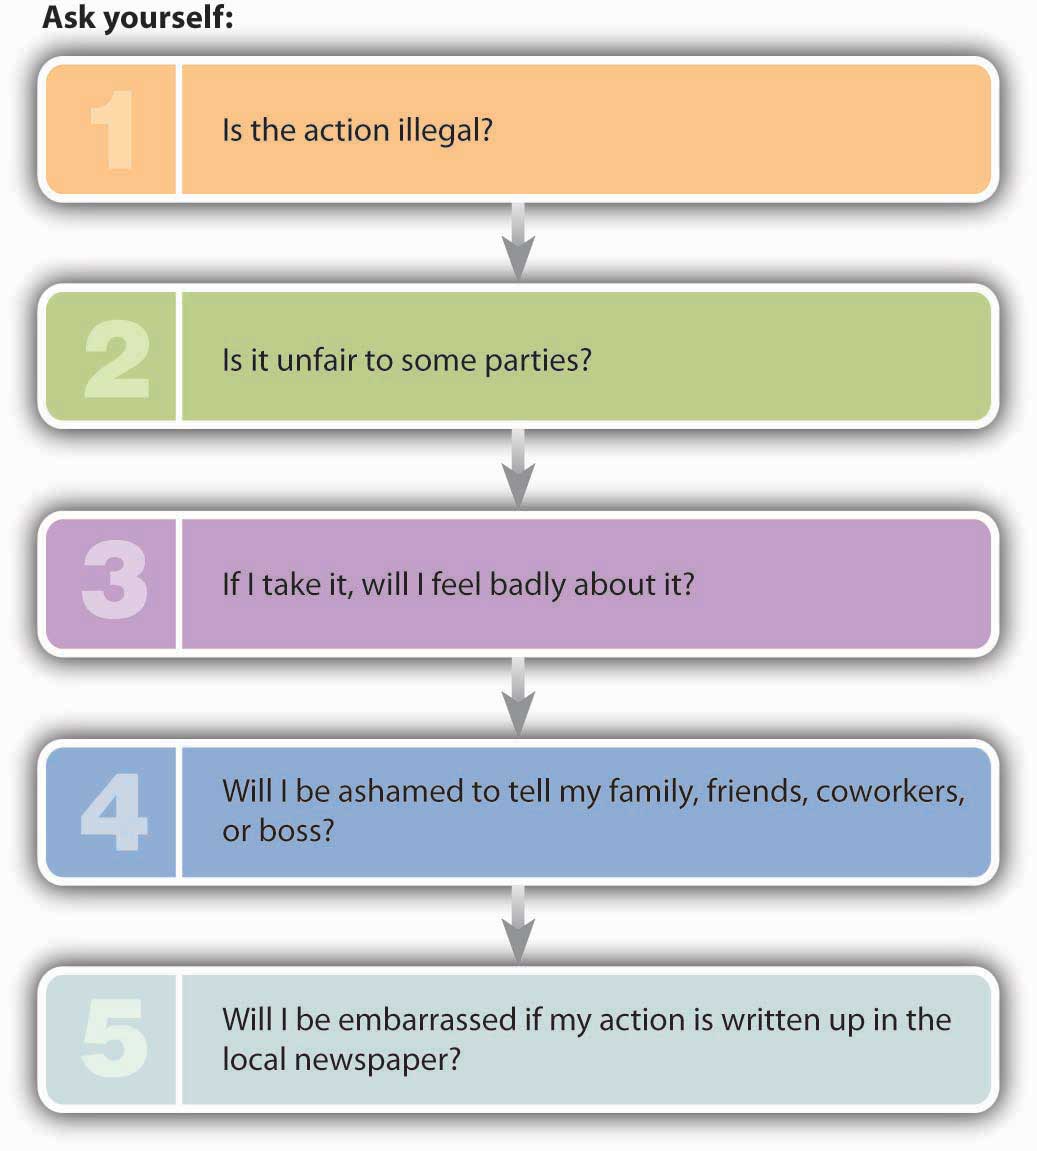 Ask yourself:
1
Is the action illegal?
2
Is it unfair to some parties?
3
If I take it, will I feel badly about it?
4
Will I be ashamed to tell my family, friends, coworkers,
or boss?
5
Will I be embarrassed if my action is written up in the
local newspaper?